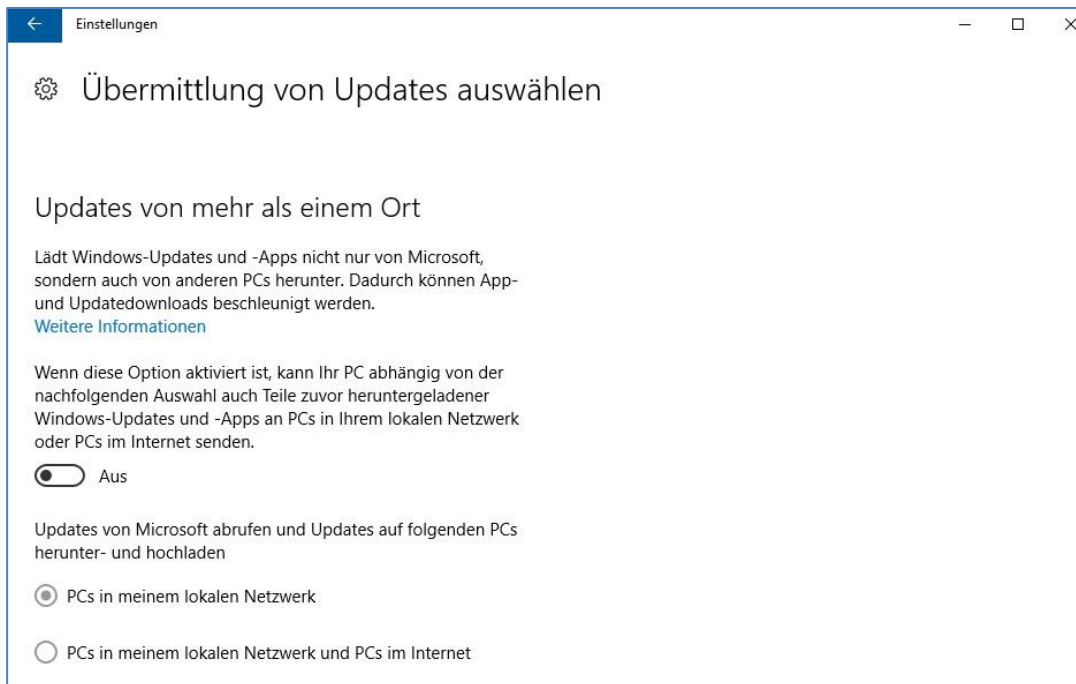 Einstellungen
Übermittlung von Updates auswählen
Updates von mehr als einem Ort
Lädt Windows-Updates und -Apps nicht nur von Microsoft,
sondern auch von anderen PCs herunter. Dadurch können App-
und Updatedownloads beschleunigt werden.
Weitere Informationen
Wenn diese Option aktiviert ist, kann Ihr PC abhängig von der
nachfolgenden Auswahl auch Teile zuvor heruntergeladener
Windows-Updates und -Apps an PCs in Ihrem lokalen Netzwerk
oder PCs im Internet senden.
Aus
Updates von Microsoft abrufen und Updates auf folgenden PCs
herunter- und hochladen
PCs in meinem lokalen Netzwerk
PCs in meinem lokalen Netzwerk und PCs im Internet